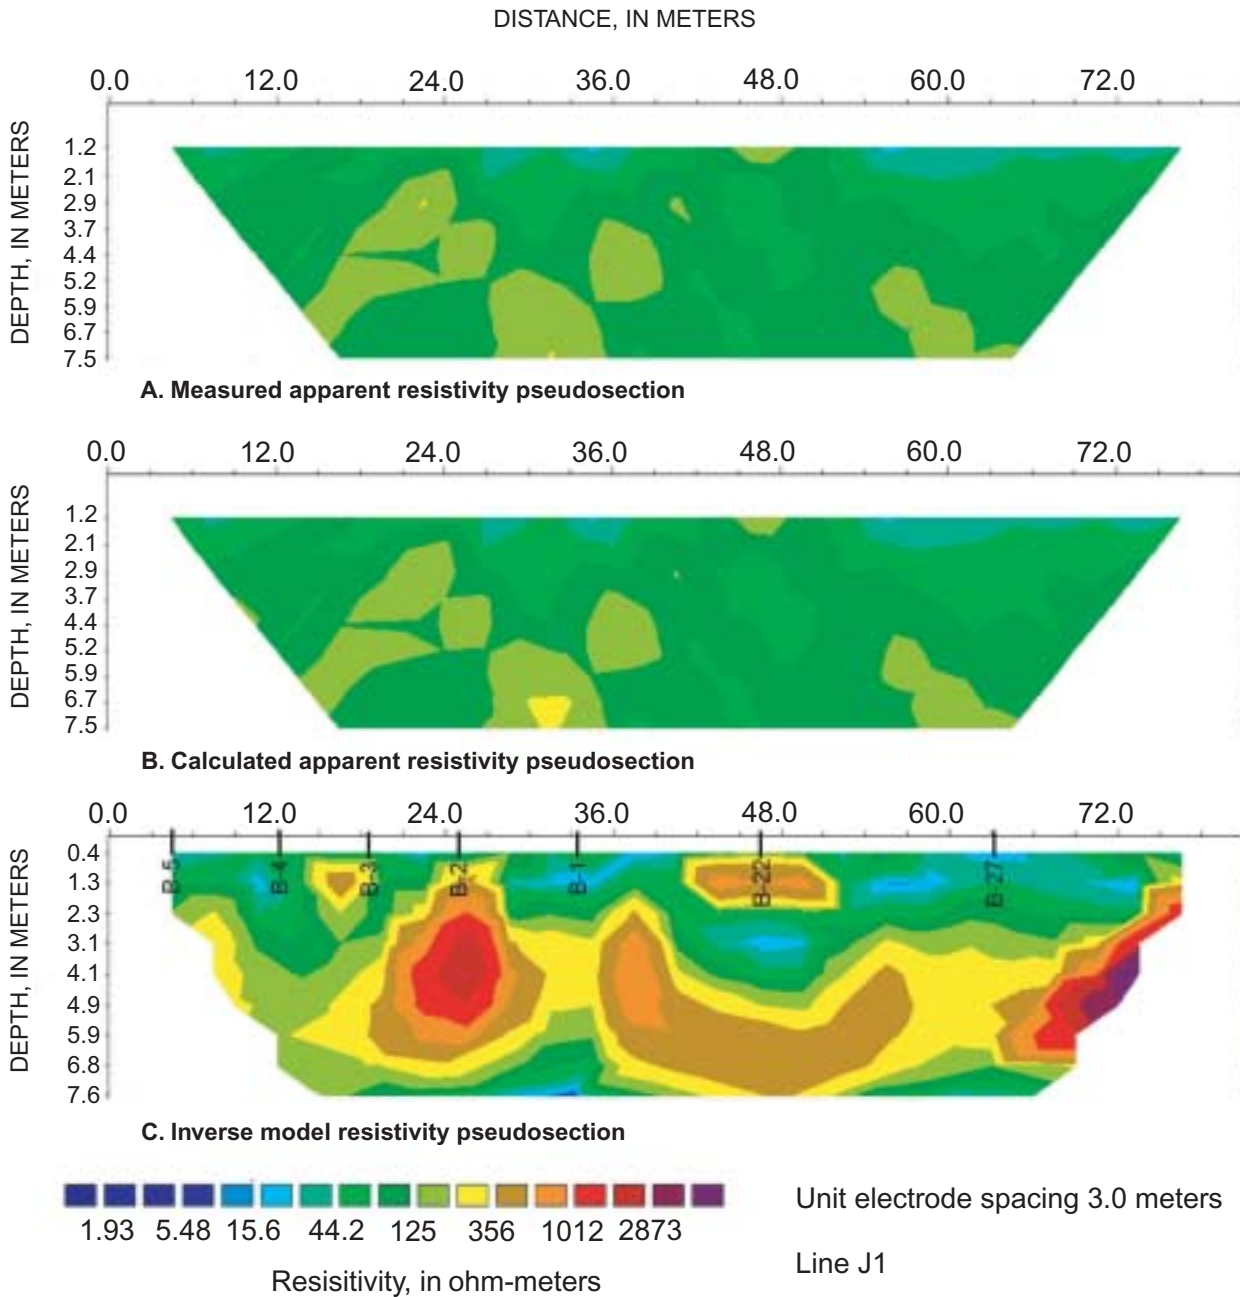 DISTANCE, IN METERS
0.0 12.0 24.0 36.0 48.0 60.0 72.0
DEPTH, IN METERS
1.2
2.1
2.9
3.7
4.4
5.2
5.9
6.7
7.5
A. Measured apparent resistivity pseudosection
0.0 12.0 24.0 36.0 48.0 60.0 72.0
DEPTH, IN METERS
1.2
2.1
2.9
3.7
4.4
5.2
5.9
6.7
7.5
B. Calculated apparent resistivity pseudosection
0.0 12.0 24.0 36.0 48.0 60.0 72.0
DEPTH, IN METERS
B-5 B-4 B-3 B-2 B-1 B-22 B-27
0.4
1.3
2.3
3.1
4.1
4.9
5.9
6.8
7.6
C. Inverse model resistivity pseudosection
1.93 5.48 15.6 44.2 125 356 1012 2873
Resisitivity, in ohm-meters
Unit electrode spacing 3.0 meters
Line J1